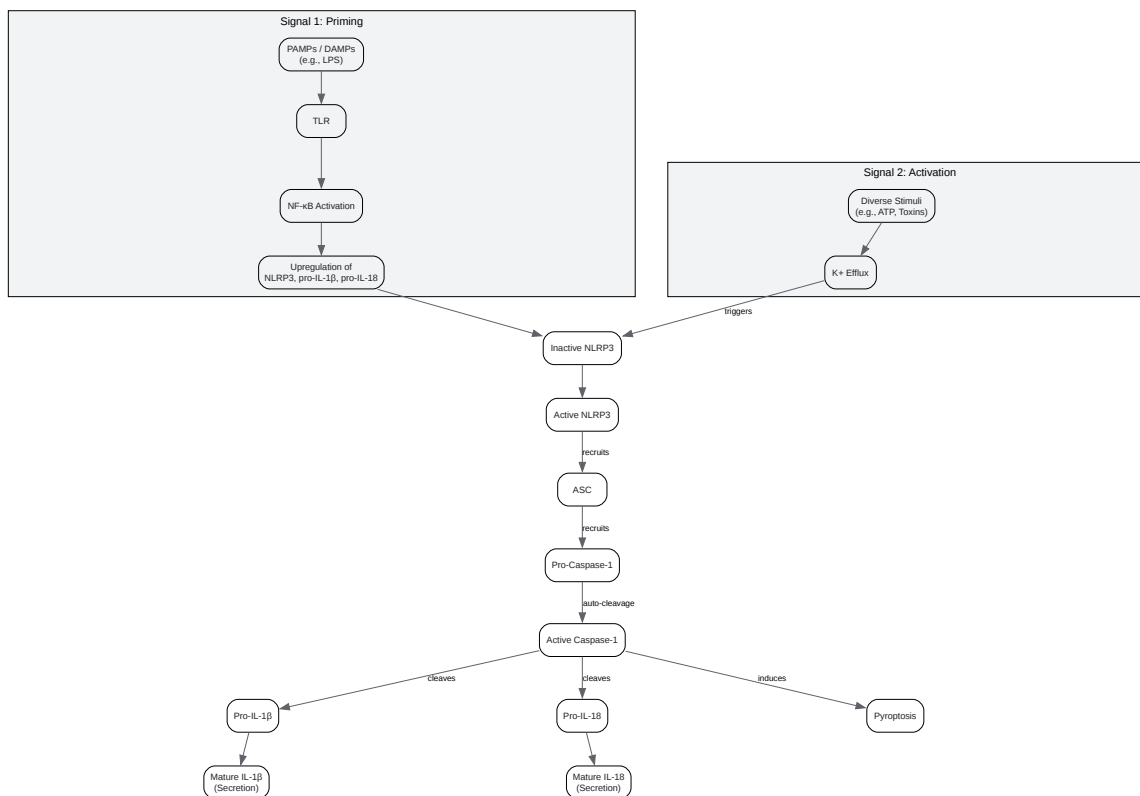 Signal 1: Priming
PAMPs / DAMPs
(e.g., LPS)
TLR
NF-κB Activation
Upregulation of
NLRP3, pro-IL-1β, pro-IL-18
Signal 2: Activation
Diverse Stimuli
(e.g., ATP, Toxins)
K+ Efflux
triggers
Inactive NLRP3
Active NLRP3
recruits
ASC
recruits
Pro-Caspase-1
auto-cleavage
Active Caspase-1
cleaves
cleaves
induces
Pro-IL-1β
Pro-IL-18
Pyroptosis
Mature IL-1β
(Secretion)
Mature IL-18
(Secretion)